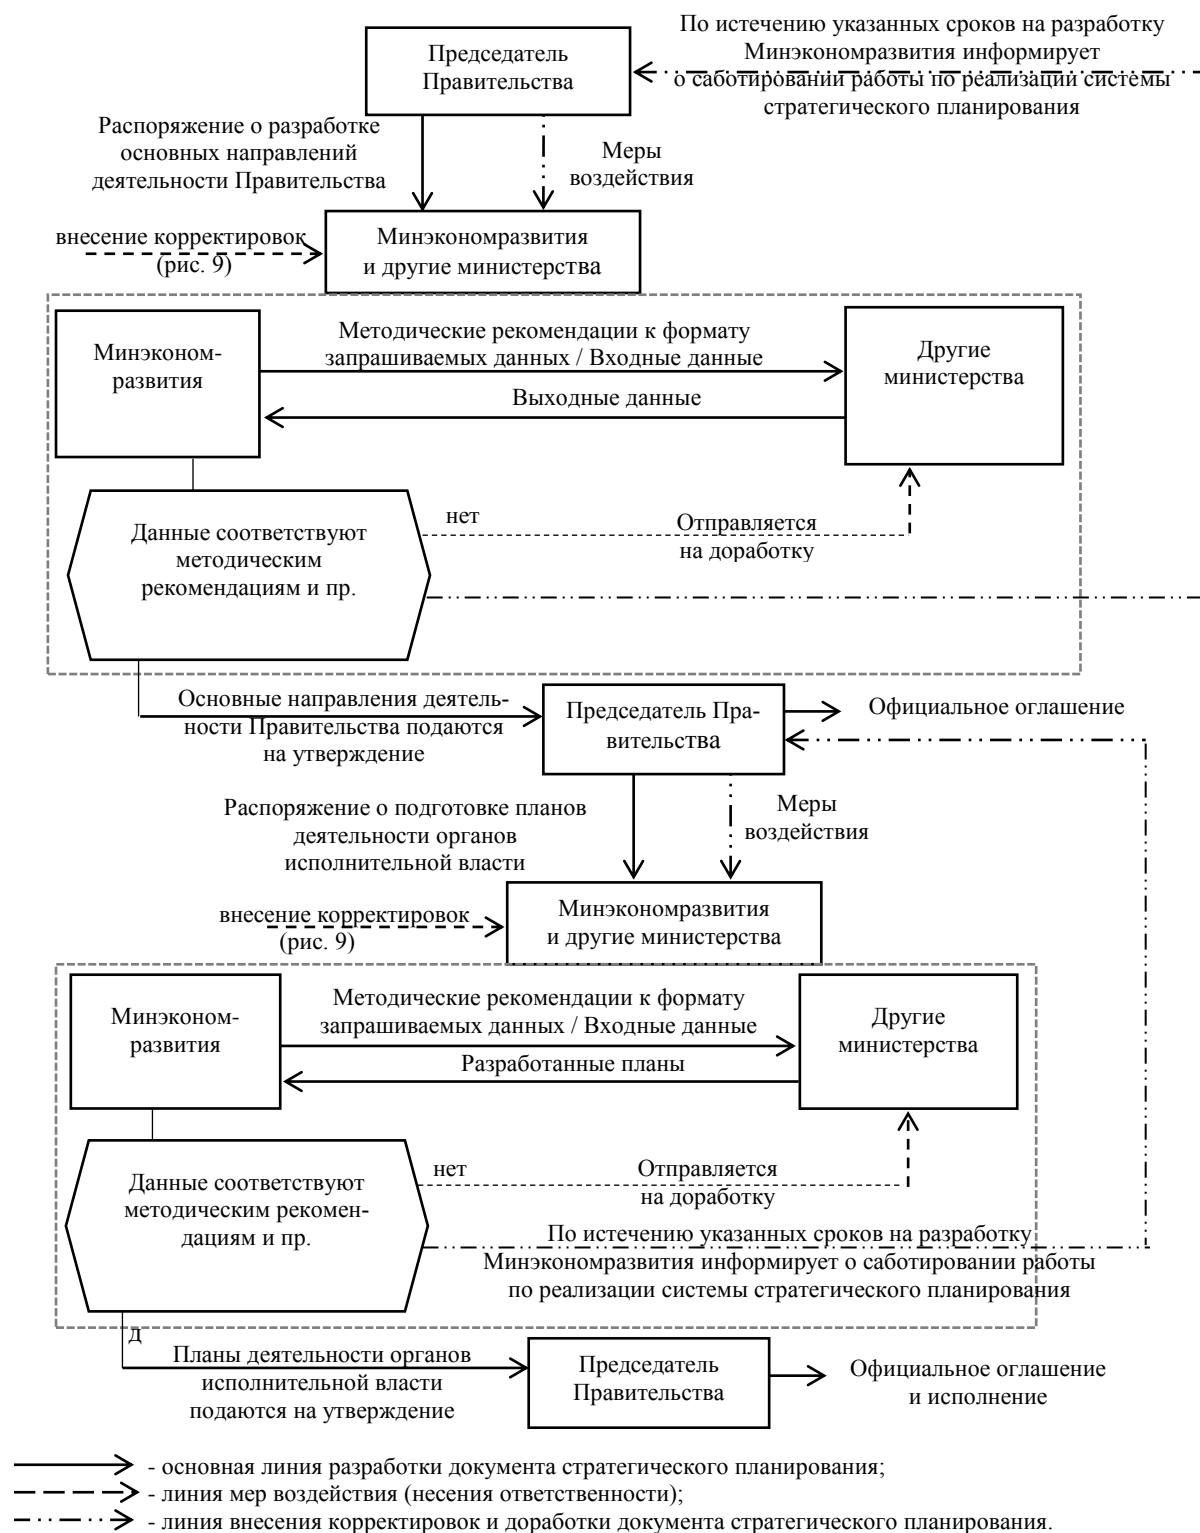 По истечению указанных сроков на разработку
Минэкономразвития информирует
о саботировании работы по реализации системы
стратегического планирования
Председатель
Правительства
Распоряжение о разработке
основных направлений
деятельности Правительства
Меры
воздействия
внесение корректировок
(рис. 9)
Минэкономразвития
и другие министерства
Минэконом-
развития
Методические рекомендации к формату
запрашиваемых данных / Входные данные
Выходные данные
Другие
министерства
Данные соответствуют
методическим
рекомендациям и пр.
нет
Отправляется
на доработку
Основные направления деятель-
ности Правительства подаются
на утверждение
Председатель Пра-
вительства
Официальное оглашение
Распоряжение о подготовке планов
деятельности органов
исполнительной власти
Меры
воздействия
внесение корректировок
(рис. 9)
Минэкономразвития
и другие министерства
Минэконом-
развития
Методические рекомендации к формату
запрашиваемых данных / Входные данные
Разработанные планы
Другие
министерства
Данные соответствуют
методическим рекомен-
дациям и пр.
нет
Отправляется
на доработку
По истечению указанных сроков на разработку
Минэкономразвития информирует о саботировании работы
по реализации системы стратегического планирования
д
Планы деятельности органов
исполнительной власти
подаются на утверждение
Председатель
Правительства
Официальное оглашение
и исполнение
- основная линия разработки документа стратегического планирования;
- линия мер воздействия (несения ответственности);
- линия внесения корректировок и доработки документа стратегического планирования.